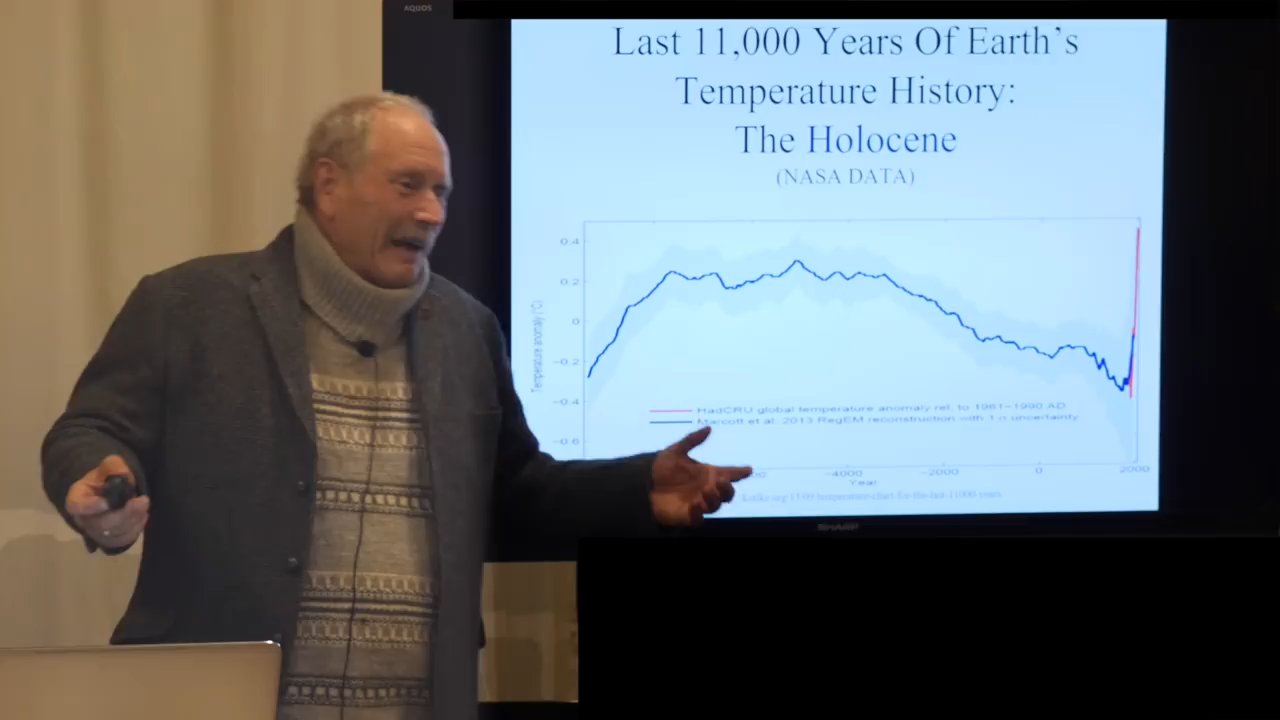 AQUOS
Last 11,000 Years Of Earth's
Temperature History:
The Holocene
(NASA DATA)
0.4
0.2
0
−0.2
−0.4
−0.6
Temperature anomaly (°C)
HadCRU global temperature anomaly rel. to 1961−1990 AD
Marcott et al. 2013 RegEM reconstruction with 1 σ uncertainty
−4000 −2000 0 2000
Year
SHARP